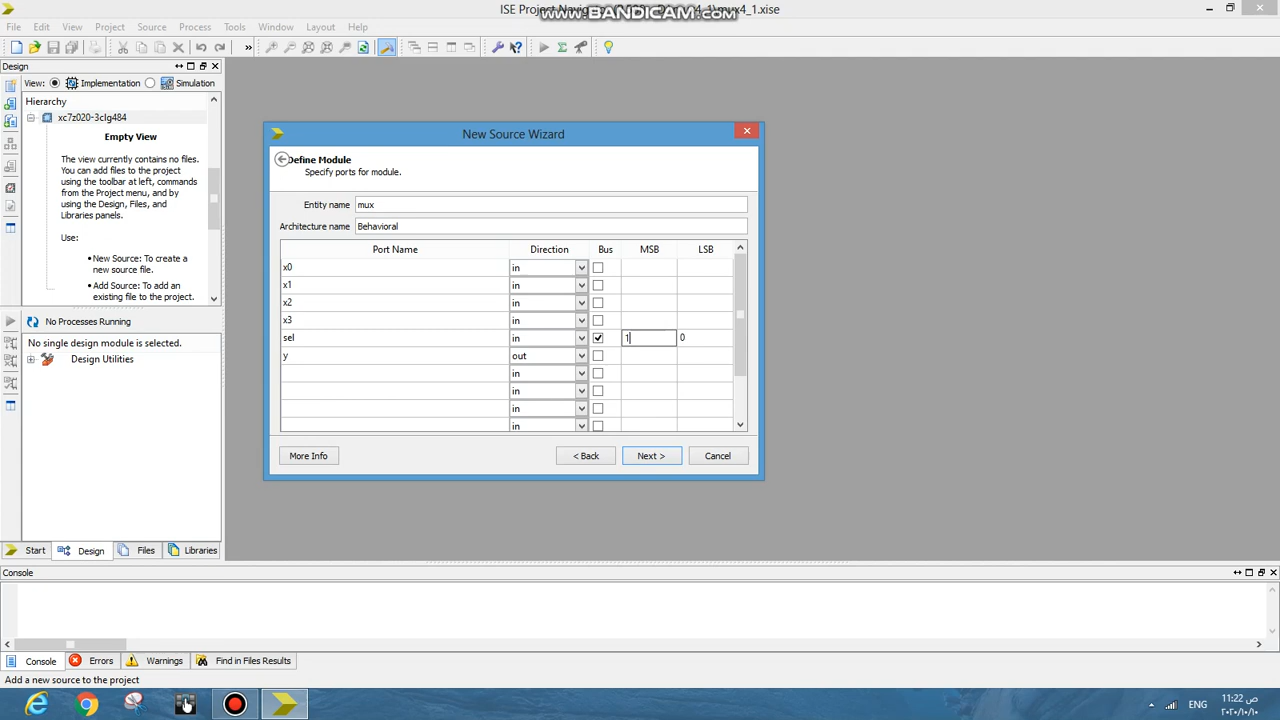 ISE Project Navig
www.BANDICAM.com
mux4_1.xise
File Edit View Project Source Process Tools Window Layout Help
Design
View: Implementation Simulation
Hierarchy
xc7z020-3clg484
Empty View
The view currently contains no files.
You can add files to the project
using the toolbar at left, commands
from the Project menu, and by
using the Design, Files, and
Libraries panels.
Use:
• New Source: To create a
new source file.
• Add Source: To add an
existing file to the project.
No Processes Running
No single design module is selected.
Design Utilities
Start Design Files Libraries
New Source Wizard
Define Module
Specify ports for module.
Entity name mux
Architecture name Behavioral
Port Name Direction Bus MSB LSB
x0 in
x1 in
x2 in
x3 in
sel in 1 0
y out
in
in
in
in
More Info < Back Next > Cancel
Console
Console Errors Warnings Find in Files Results
Add a new source to the project
ENG
11:22 ص
٢٠٢٠/١٠/١٠